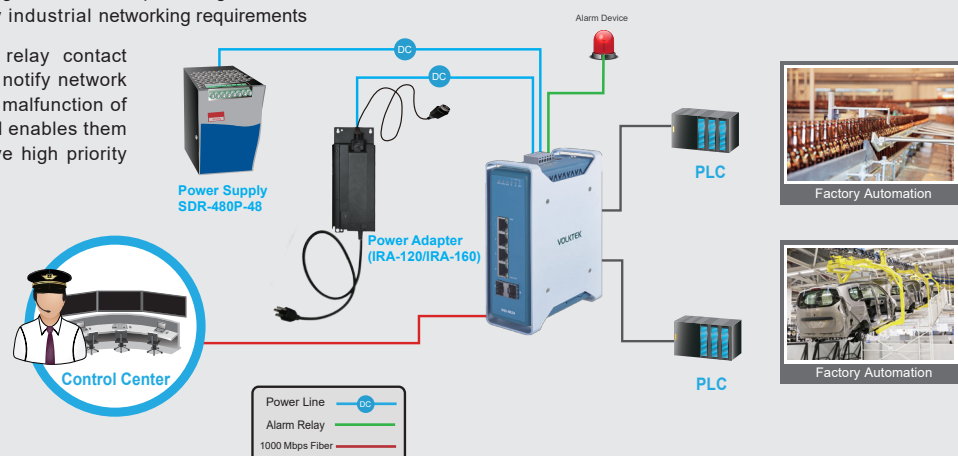 industrial networking requirements
relay contact
notify network
malfunction of
enables them
high priority
Alarm Device
DC
DC
Power Supply
SDR-480P-48
Power Adapter
(IRA-120/IRA-160)
VOLKTEK
PLC
Factory Automation
Control Center
PLC
Factory Automation
Power Line
DC
Alarm Relay
1000 Mbps Fiber